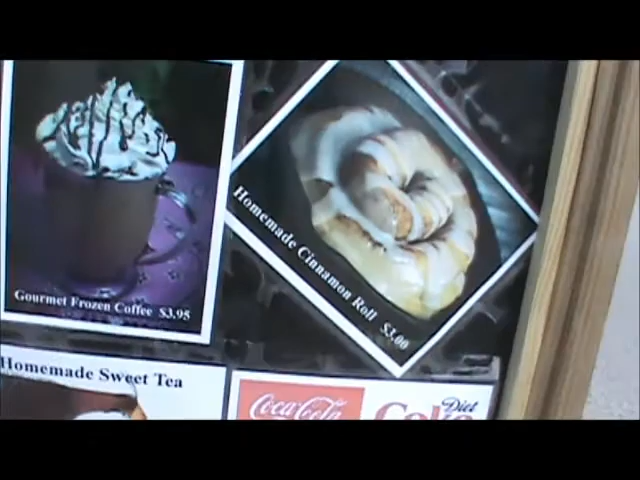 Gourmet Frozen Coffee $3.95
Homemade Cinnamon Roll $3.00
Homemade Sweet Tea
Coca-Cola
Diet
Coke